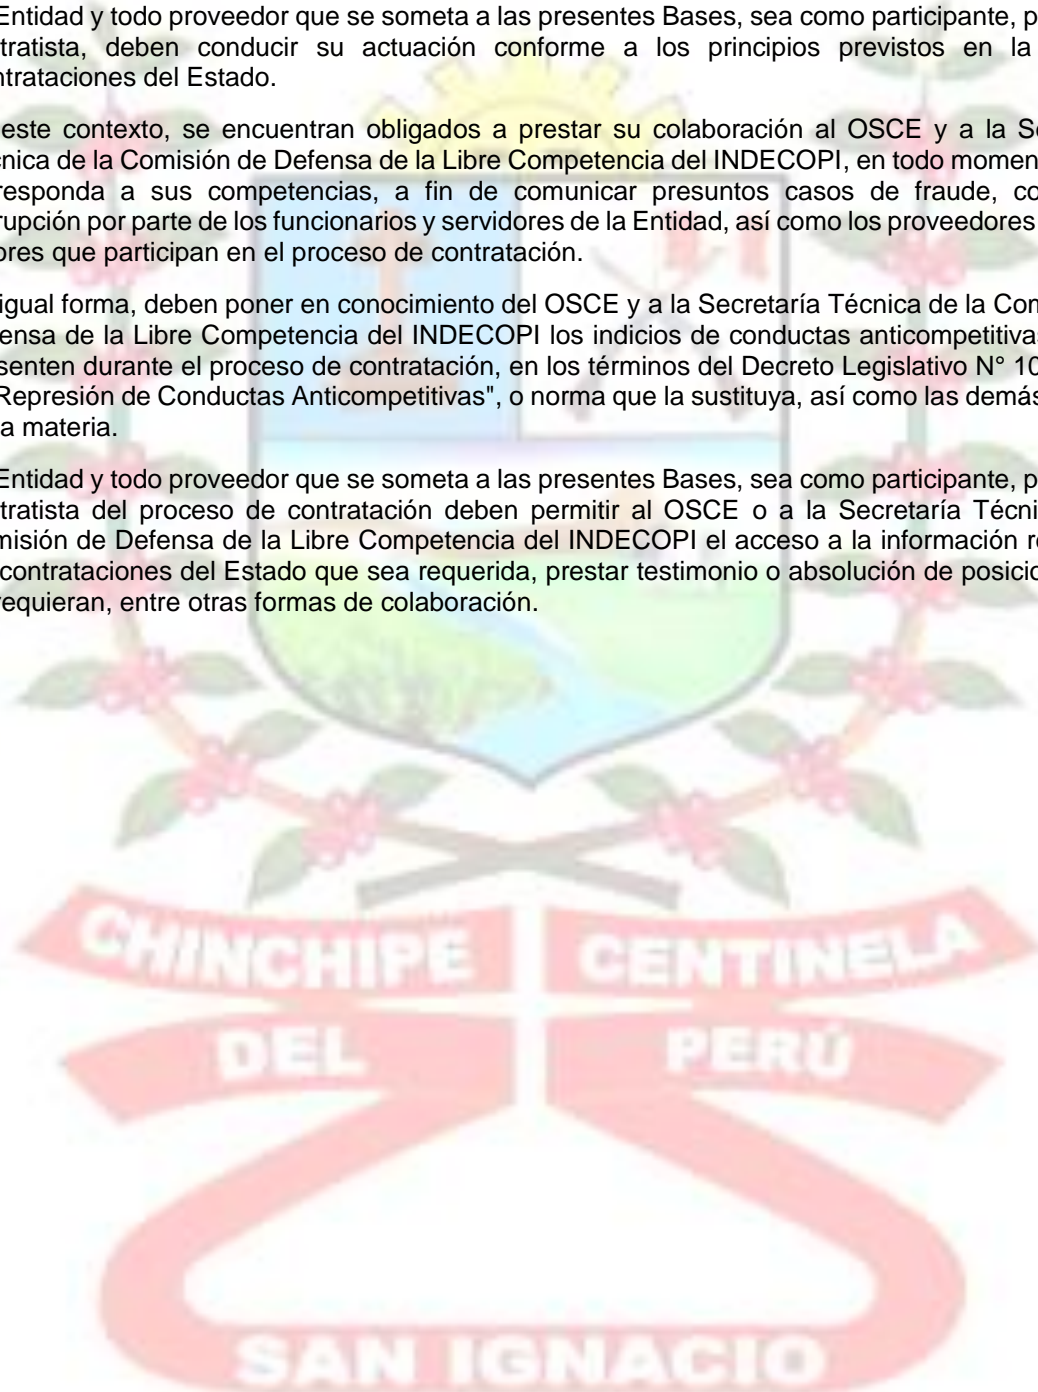 Entidad y todo proveedor que se someta a las presentes Bases, sea como participante, p
tratista, deben conducir su actuación conforme a los principios previstos en la
ntrataciones del Estado.
este contexto, se encuentran obligados a prestar su colaboración al OSCE y a la Se
cnica de la Comisión de Defensa de la Libre Competencia del INDECOPI, en todo momen
responda a sus competencias, a fin de comunicar presuntos casos de fraude, co
rupción por parte de los funcionarios y servidores de la Entidad, así como los proveedores
ores que participan en el proceso de contratación.
igual forma, deben poner en conocimiento del OSCE y a la Secretaría Técnica de la Com
ensa de la Libre Competencia del INDECOPI los indicios de conductas anticompetitivas
senten durante el proceso de contratación, en los términos del Decreto Legislativo N° 10
Represión de Conductas Anticompetitivas", o norma que la sustituya, así como las demás
a materia.
Entidad y todo proveedor que se someta a las presentes Bases, sea como participante, p
tratista del proceso de contratación deben permitir al OSCE o a la Secretaría Técni
misión de Defensa de la Libre Competencia del INDECOPI el acceso a la información re
contrataciones del Estado que sea requerida, prestar testimonio o absolución de posicio
requieran, entre otras formas de colaboración.
CHINCHIPE CENTINELA
DEL PERÚ
SAN IGNACIO